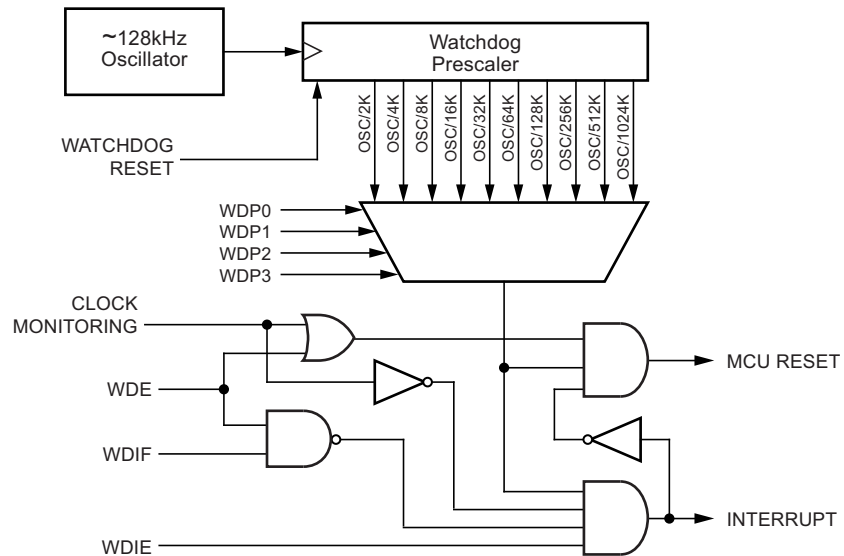 ~128kHz
Oscillator
Watchdog
Prescaler
OSC/2K
OSC/4K
OSC/8K
OSC/16K
OSC/32K
OSC/64K
OSC/128K
OSC/256K
OSC/512K
OSC/1024K
WATCHDOG
RESET
WDP0
WDP1
WDP2
WDP3
CLOCK
MONITORING
MCU RESET
WDE
WDIF
INTERRUPT
WDIE